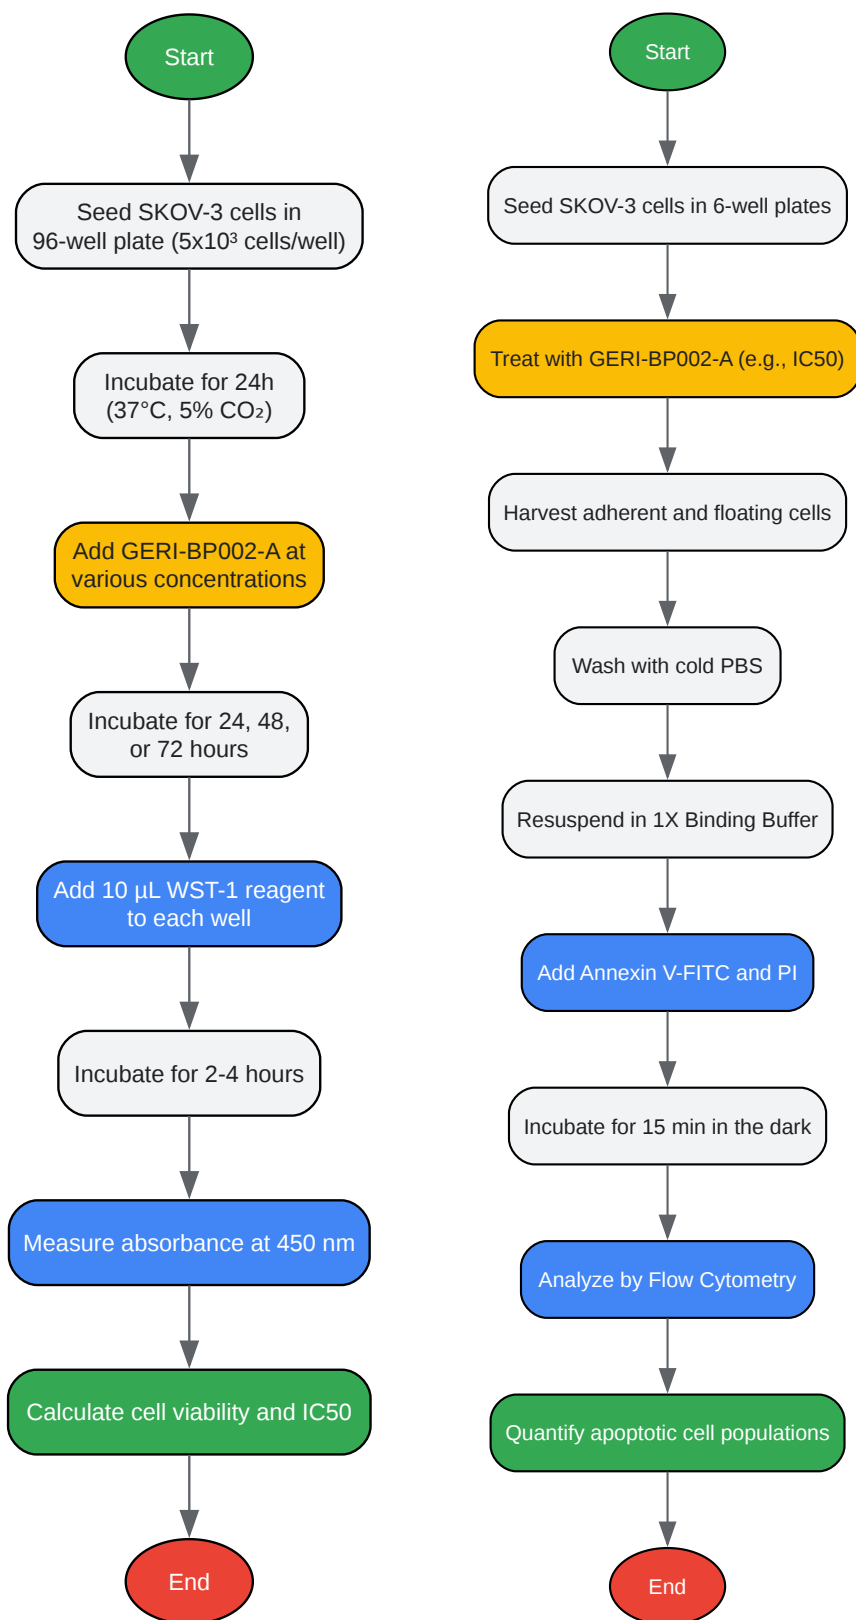 Start
Seed SKOV-3 cells in
96-well plate (5x10³ cells/well)
Incubate for 24h
(37°C, 5% CO₂)
Add GERI-BP002-A at
various concentrations
Incubate for 24, 48,
or 72 hours
Add 10 µL WST-1 reagent
to each well
Incubate for 2-4 hours
Measure absorbance at 450 nm
Calculate cell viability and IC50
End
Start
Seed SKOV-3 cells in 6-well plates
Treat with GERI-BP002-A (e.g., IC50)
Harvest adherent and floating cells
Wash with cold PBS
Resuspend in 1X Binding Buffer
Add Annexin V-FITC and PI
Incubate for 15 min in the dark
Analyze by Flow Cytometry
Quantify apoptotic cell populations
End